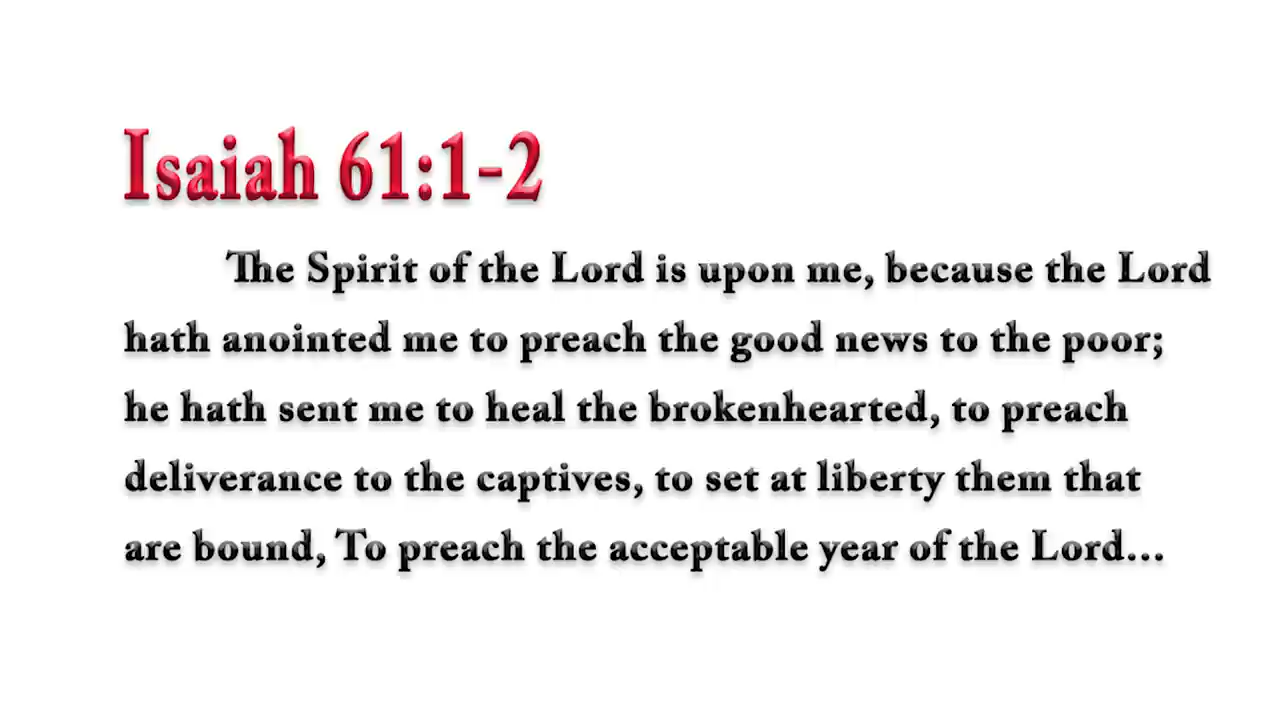 Isaiah 61:1-2
The Spirit of the Lord is upon me, because the Lord
hath anointed me to preach the good news to the poor;
he hath sent me to heal the brokenhearted, to preach
deliverance to the captives, to set at liberty them that
are bound, To preach the acceptable year of the Lord...